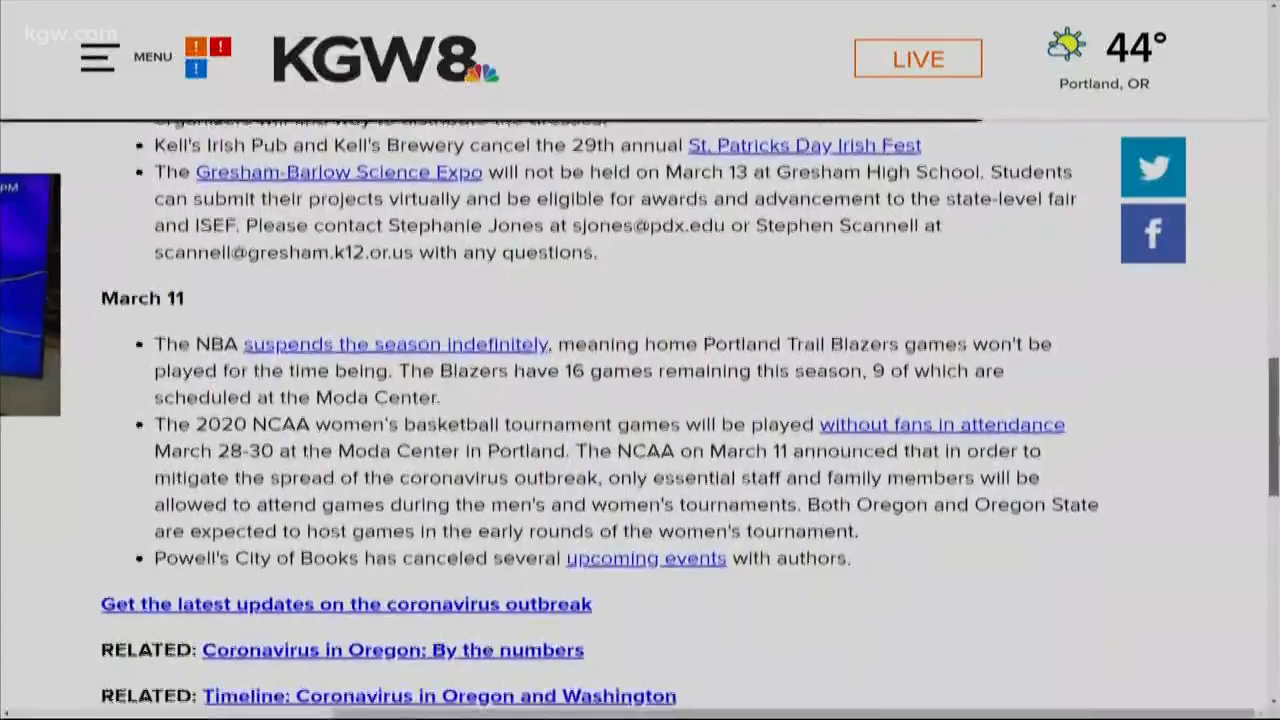 kgw.com
MENU
! !
!
KGW8
LIVE
44°
Portland, OR
• Kell's Irish Pub and Kell's Brewery cancel the 29th annual St. Patricks Day Irish Fest
• The Gresham-Barlow Science Expo will not be held on March 13 at Gresham High School. Students
can submit their projects virtually and be eligible for awards and advancement to the state-level fair
and ISEF. Please contact Stephanie Jones at sjones@pdx.edu or Stephen Scannell at
scannell@gresham.k12.or.us with any questions.
PM
March 11
• The NBA suspends the season indefinitely, meaning home Portland Trail Blazers games won't be
played for the time being. The Blazers have 16 games remaining this season, 9 of which are
scheduled at the Moda Center.
• The 2020 NCAA women's basketball tournament games will be played without fans in attendance
March 28-30 at the Moda Center in Portland. The NCAA on March 11 announced that in order to
mitigate the spread of the coronavirus outbreak, only essential staff and family members will be
allowed to attend games during the men's and women's tournaments. Both Oregon and Oregon State
are expected to host games in the early rounds of the women's tournament.
• Powell's City of Books has canceled several upcoming events with authors.
Get the latest updates on the coronavirus outbreak
RELATED: Coronavirus in Oregon: By the numbers
RELATED: Timeline: Coronavirus in Oregon and Washington